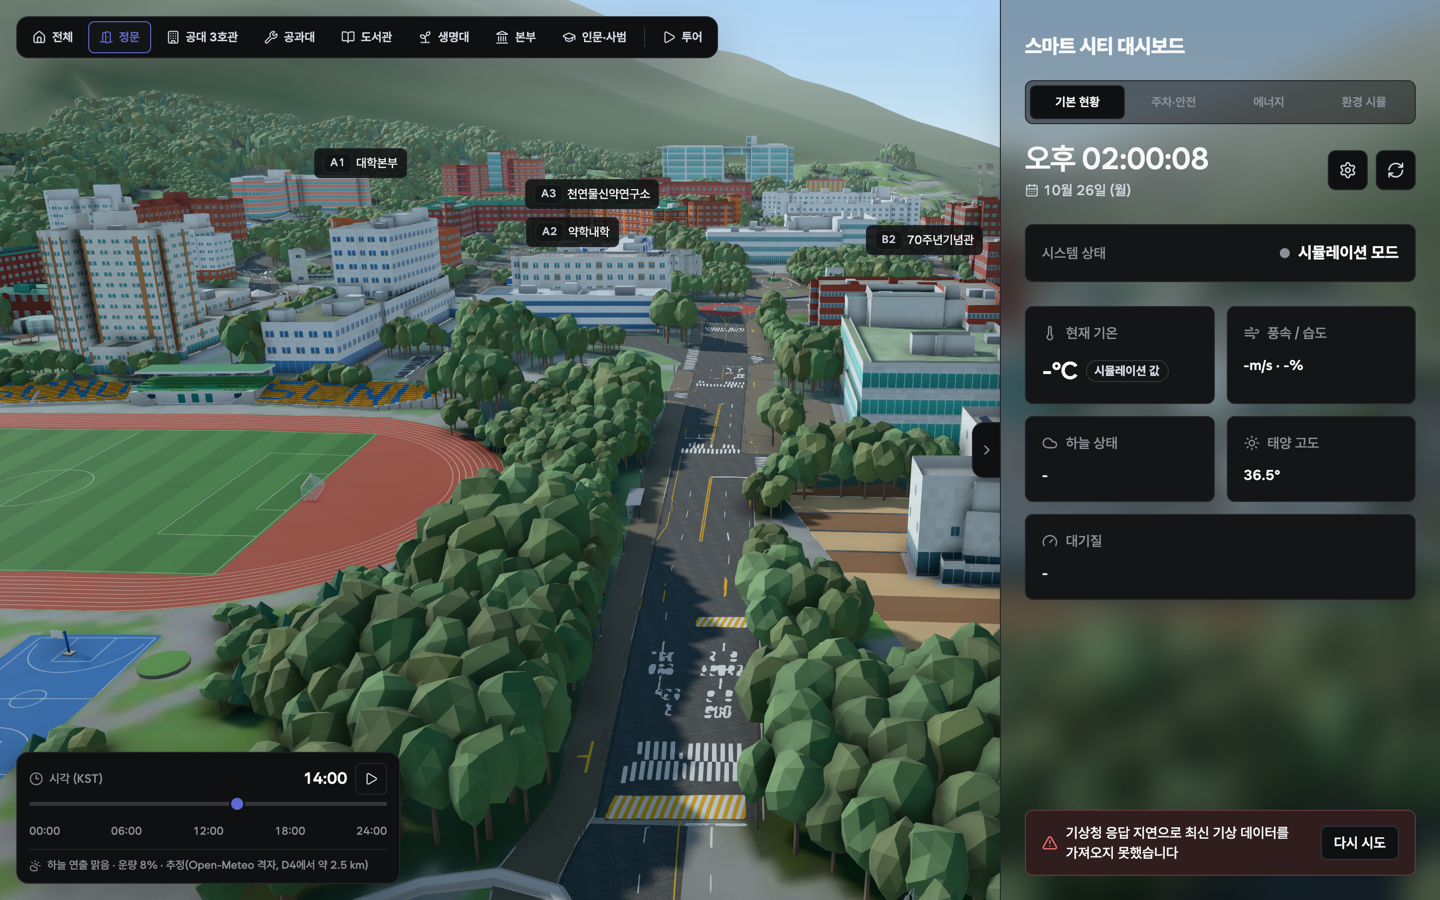 전체 정문 공대 3호관 공과대 도서관 생명대 본부 인문·사범 투어
A1 대학본부
A3 천연물신약연구소
A2 약학대학
B2 70주년기념관
시각 (KST) 14:00
00:00 06:00 12:00 18:00 24:00
하늘 연출 맑음 · 운량 8% · 추정(Open-Meteo 격자, D4에서 약 2.5 km)
스마트 시티 대시보드
기본 현황 주차·안전 에너지 환경 시뮬
오후 02:00:08
10월 26일 (월)
시스템 상태 시뮬레이션 모드
현재 기온
-°C 시뮬레이션 값
풍속 / 습도
-m/s · -%
하늘 상태
-
태양 고도
36.5°
대기질
-
기상청 응답 지연으로 최신 기상 데이터를
가져오지 못했습니다
다시 시도